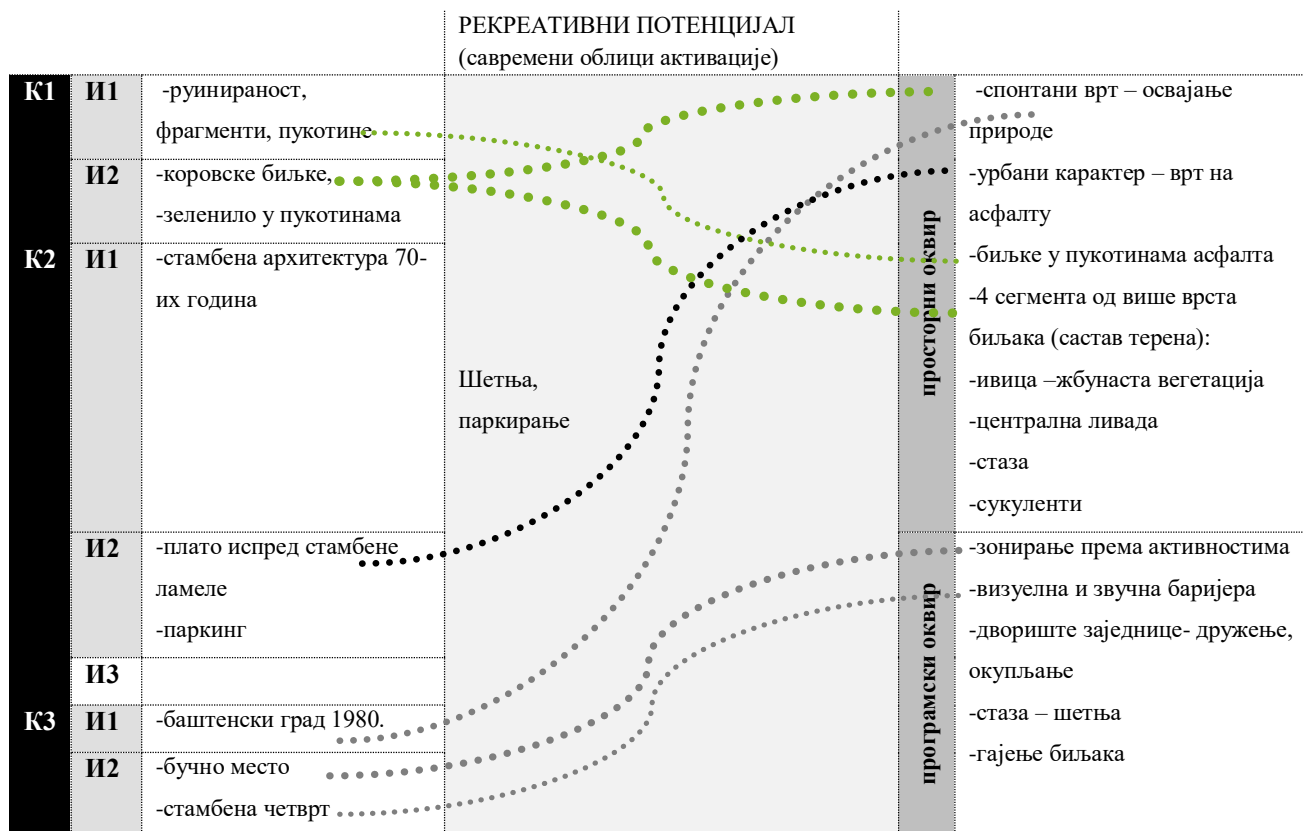 РЕКРЕАТИВНИ ПОТЕНЦИЈАЛ
(савремени облици активације)
К1
И1
-руинираност,
фрагменти, пукотине
И2
-коровске биљке,
-зеленило у пукотинама
К2
И1
-стамбена архитектура 70-
их година
И2
-плато испред стамбене
ламеле
-паркинг
И3
К3
И1
-баштенски град 1980.
И2
-бучно место
-стамбена четврт
Шетња,
паркирање
просторни оквир
-спонтани врт – освајање
природе
-урбани карактер – врт на
асфалту
-биљке у пукотинама асфалта
-4 сегмента од више врста
биљака (састав терена):
-ивица –жбунаста вегетација
-централна ливада
-стаза
-сукуленти
програмски оквир
-зонирање према активностима
-визуелна и звучна баријера
-двориште заједнице- дружење,
окупљање
-стаза – шетња
-гајење биљака